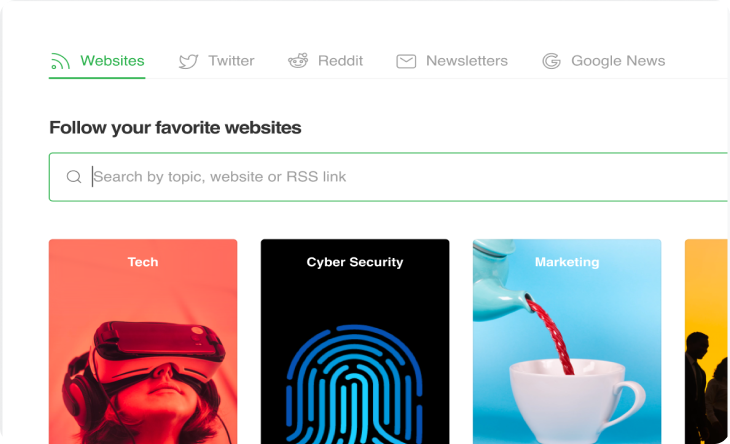 Websites Twitter Reddit Newsletters Google News
Follow your favorite websites
Search by topic, website or RSS link
Tech Cyber Security Marketing